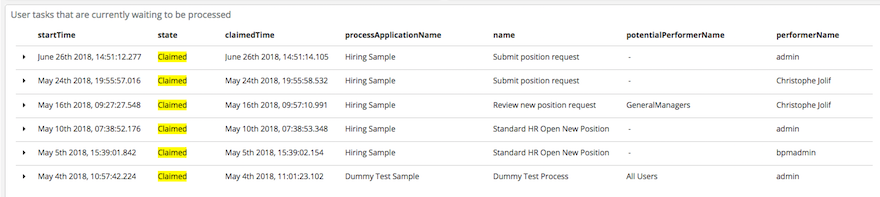 User tasks that are currently waiting to be processed
startTime state claimedTime processApplicationName name potentialPerformerName performerName
June 26th 2018, 14:51:12.277 Claimed June 26th 2018, 14:51:14.105 Hiring Sample Submit position request - admin
May 24th 2018, 19:55:57.016 Claimed May 24th 2018, 19:55:58.532 Hiring Sample Submit position request - Christophe Jolif
May 16th 2018, 09:27:27.548 Claimed May 16th 2018, 09:57:10.991 Hiring Sample Review new position request GeneralManagers Christophe Jolif
May 10th 2018, 07:38:52.176 Claimed May 10th 2018, 07:38:53.348 Hiring Sample Standard HR Open New Position - admin
May 5th 2018, 15:39:01.842 Claimed May 5th 2018, 15:39:02.154 Hiring Sample Standard HR Open New Position - bpmadmin
May 4th 2018, 10:57:42.224 Claimed May 4th 2018, 11:01:23.102 Dummy Test Sample Dummy Test Process All Users admin